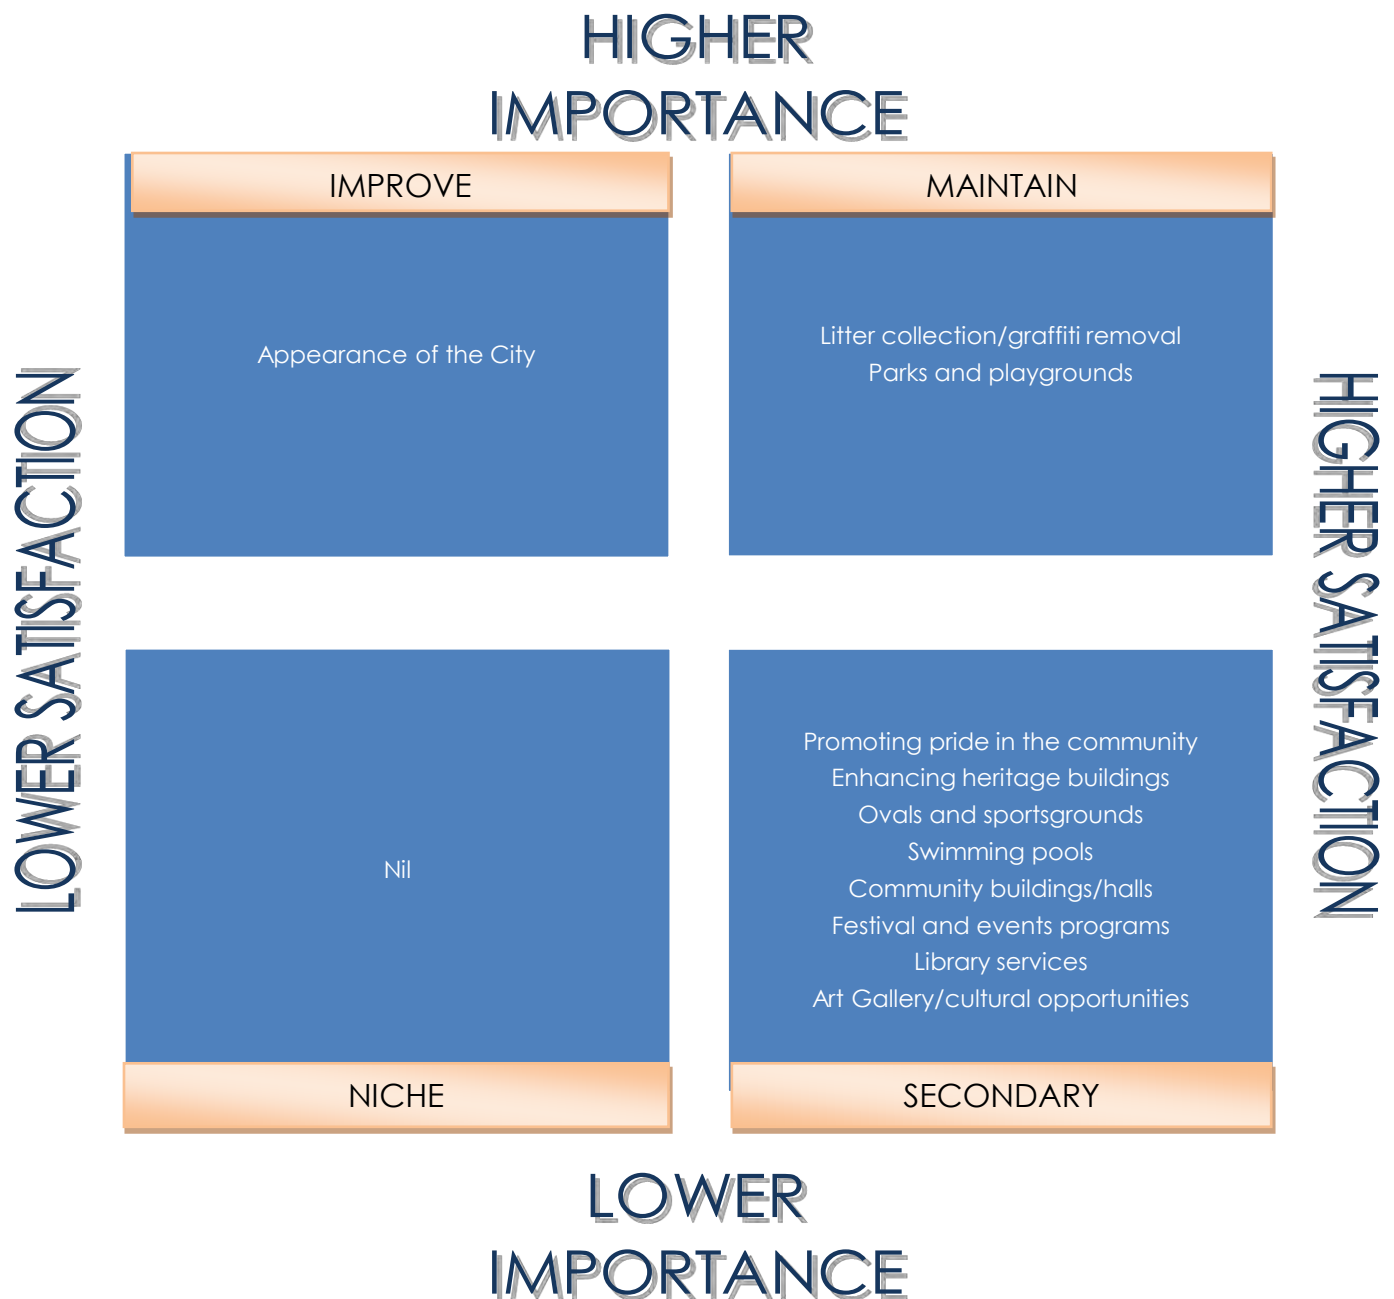 HIGHER
IMPORTANCE
IMPROVE
MAINTAIN
Appearance of the City
Litter collection/graffiti removal
Parks and playgrounds
LOWER SATISFACTION
HIGHER SATISFACTION
Nil
Promoting pride in the community
Enhancing heritage buildings
Ovals and sportsgrounds
Swimming pools
Community buildings/halls
Festival and events programs
Library services
Art Gallery/cultural opportunities
NICHE
SECONDARY
LOWER
IMPORTANCE